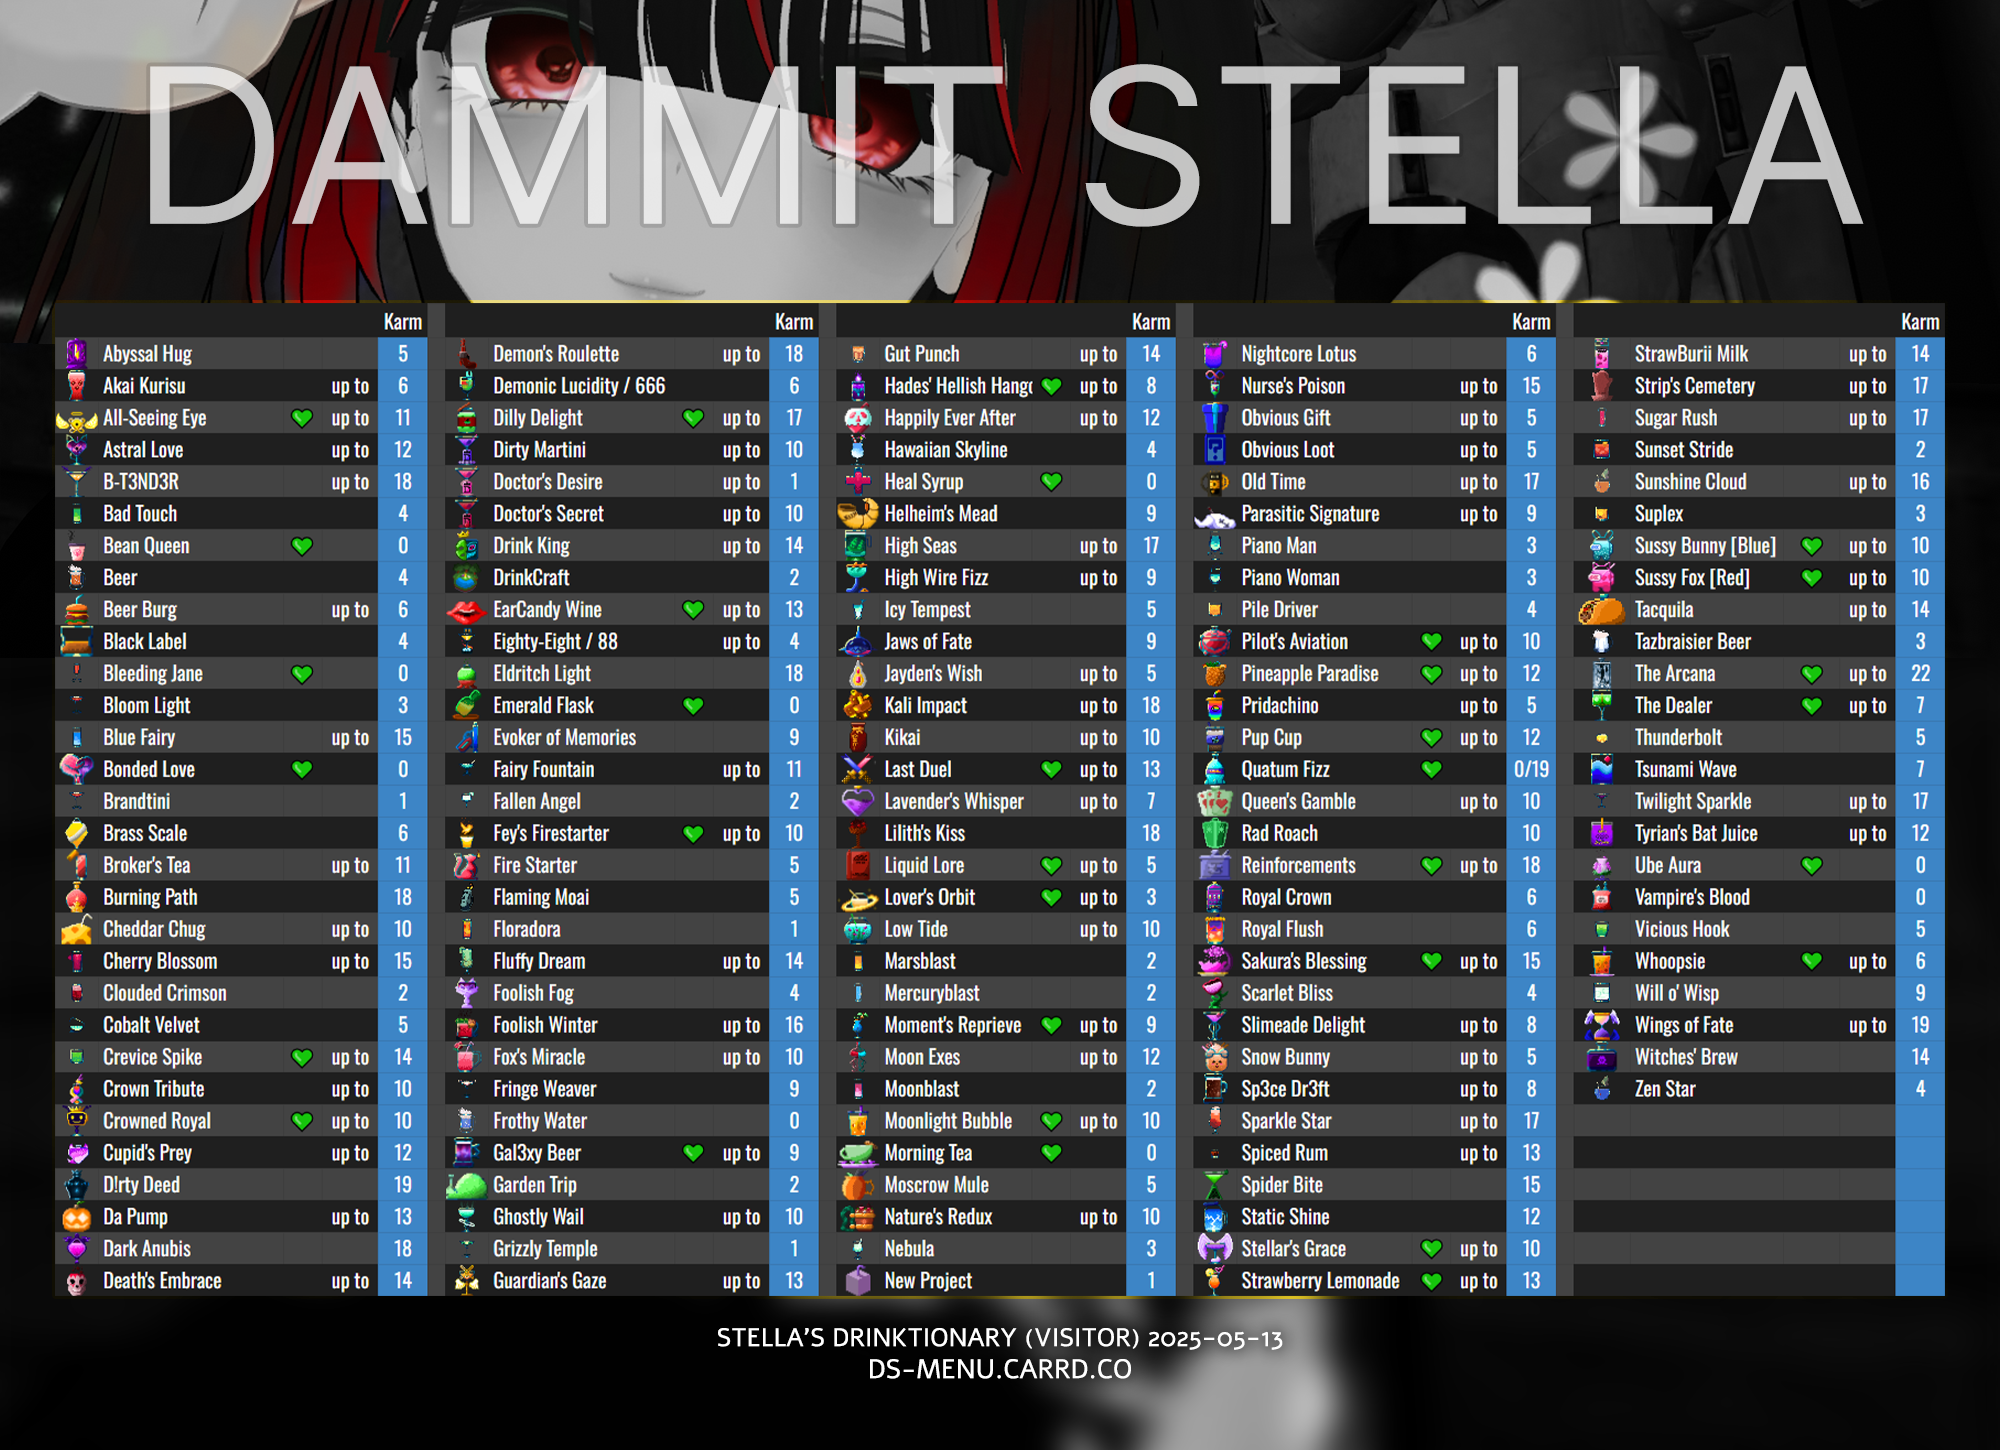 DAMMIT STELLA
Karm
Abyssal Hug 5
Akai Kurisu up to 6
All-Seeing Eye up to 11
Astral Love up to 12
B-T3ND3R up to 18
Bad Touch 4
Bean Queen 0
Beer 4
Beer Burg up to 6
Black Label 4
Bleeding Jane 0
Bloom Light 3
Blue Fairy up to 15
Bonded Love 0
Brandtini 1
Brass Scale 6
Broker's Tea up to 11
Burning Path 18
Cheddar Chug up to 10
Cherry Blossom up to 15
Clouded Crimson 2
Cobalt Velvet 5
Crevice Spike up to 14
Crown Tribute up to 10
Crowned Royal up to 10
Cupid's Prey up to 12
D!rty Deed 19
Da Pump up to 13
Dark Anubis 18
Death's Embrace up to 14
Karm
Demon's Roulette up to 18
Demonic Lucidity / 666 6
Dilly Delight up to 17
Dirty Martini up to 10
Doctor's Desire up to 1
Doctor's Secret up to 10
Drink King up to 14
DrinkCraft 2
EarCandy Wine up to 13
Eighty-Eight / 88 up to 4
Eldritch Light 18
Emerald Flask 0
Evoker of Memories 9
Fairy Fountain up to 11
Fallen Angel 2
Fey's Firestarter up to 10
Fire Starter 5
Flaming Moai 5
Floradora 1
Fluffy Dream up to 14
Foolish Fog 4
Foolish Winter up to 16
Fox's Miracle up to 10
Fringe Weaver 9
Frothy Water 0
Gal3xy Beer up to 9
Garden Trip 2
Ghostly Wail up to 10
Grizzly Temple 1
Guardian's Gaze up to 13
Karm
Gut Punch up to 14
Hades' Hellish Hang up to 8
Happily Ever After up to 12
Hawaiian Skyline 4
Heal Syrup 0
Helheim's Mead 9
High Seas up to 17
High Wire Fizz up to 9
Icy Tempest 5
Jaws of Fate 9
Jayden's Wish up to 5
Kali Impact up to 18
Kikai up to 10
Last Duel up to 13
Lavender's Whisper up to 7
Lilith's Kiss 18
Liquid Lore up to 5
Lover's Orbit up to 3
Low Tide up to 10
Marsblast 2
Mercuryblast 2
Moment's Reprieve up to 9
Moon Exes up to 12
Moonblast 2
Moonlight Bubble up to 10
Morning Tea 0
Moscrow Mule 5
Nature's Redux up to 10
Nebula 3
New Project 1
Karm
Nightcore Lotus 6
Nurse's Poison up to 15
Obvious Gift up to 5
Obvious Loot up to 5
Old Time up to 17
Parasitic Signature up to 9
Piano Man 3
Piano Woman 3
Pile Driver 4
Pilot's Aviation up to 10
Pineapple Paradise up to 12
Pridachino up to 5
Pup Cup up to 12
Quatum Fizz 0/19
Queen's Gamble up to 10
Rad Roach 10
Reinforcements up to 18
Royal Crown 6
Royal Flush 6
Sakura's Blessing up to 15
Scarlet Bliss 4
Slimeade Delight up to 8
Snow Bunny up to 5
Sp3ce Dr3ft up to 8
Sparkle Star up to 17
Spiced Rum up to 13
Spider Bite 15
Static Shine 12
Stellar's Grace up to 10
Strawberry Lemonade up to 13
Karm
StrawBurii Milk up to 14
Strip's Cemetery up to 17
Sugar Rush up to 17
Sunset Stride 2
Sunshine Cloud up to 16
Suplex 3
Sussy Bunny [Blue] up to 10
Sussy Fox [Red] up to 10
Tacquila up to 14
Tazbraisier Beer 3
The Arcana up to 22
The Dealer up to 7
Thunderbolt 5
Tsunami Wave 7
Twilight Sparkle up to 17
Tyrian's Bat Juice up to 12
Ube Aura 0
Vampire's Blood 0
Vicious Hook 5
Whoopsie up to 6
Will o' Wisp 9
Wings of Fate up to 19
Witches' Brew 14
Zen Star 4
STELLA'S DRINKTIONARY (VISITOR) 2025-05-13
DS-MENU.CARRD.CO